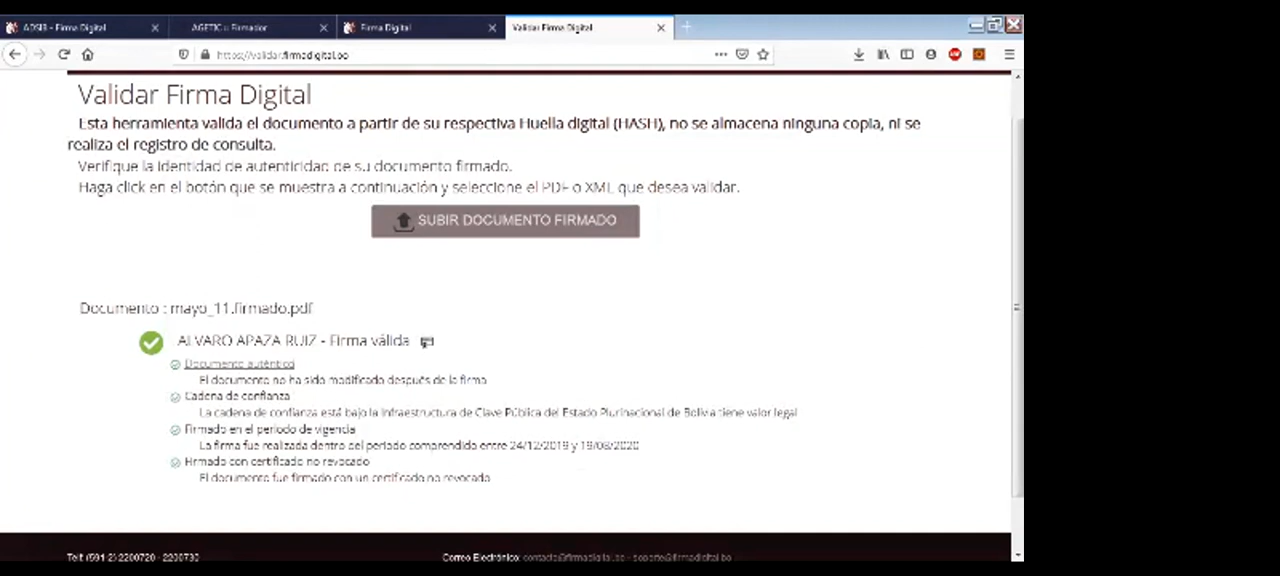 ADSIB - Firma Digital
AGETIC :: Firmador
Firma Digital
Validar Firma Digital
https://validar.firmadigital.bo
Validar Firma Digital
Esta herramienta valida el documento a partir de su respectiva Huella digital (HASH), no se almacena ninguna copia, ni se
realiza el registro de consulta.
Verifique la identidad de autenticidad de su documento firmado.
Haga click en el botón que se muestra a continuación y seleccione el PDF o XML que desea validar.
SUBIR DOCUMENTO FIRMADO
Documento : mayo_11.firmado.pdf
ALVARO APAZA RUIZ - Firma válida
Documento auténtico
El documento no ha sido modificado después de la firma
Cadena de confianza
La cadena de confianza está bajo la Infraestructura de Clave Pública del Estado Plurinacional de Bolivia tiene valor legal
Firmado en el periodo de vigencia
La firma fue realizada dentro del periodo comprendido entre 24/12/2019 y 19/08/2020
Firmado con certificado no revocado
El documento fue firmado con un certificado no revocado
Telf: (591-2) 2200720 - 2200730
Correo Electrónico: contacto@firmadigital.bo - soporte@firmadigital.bo